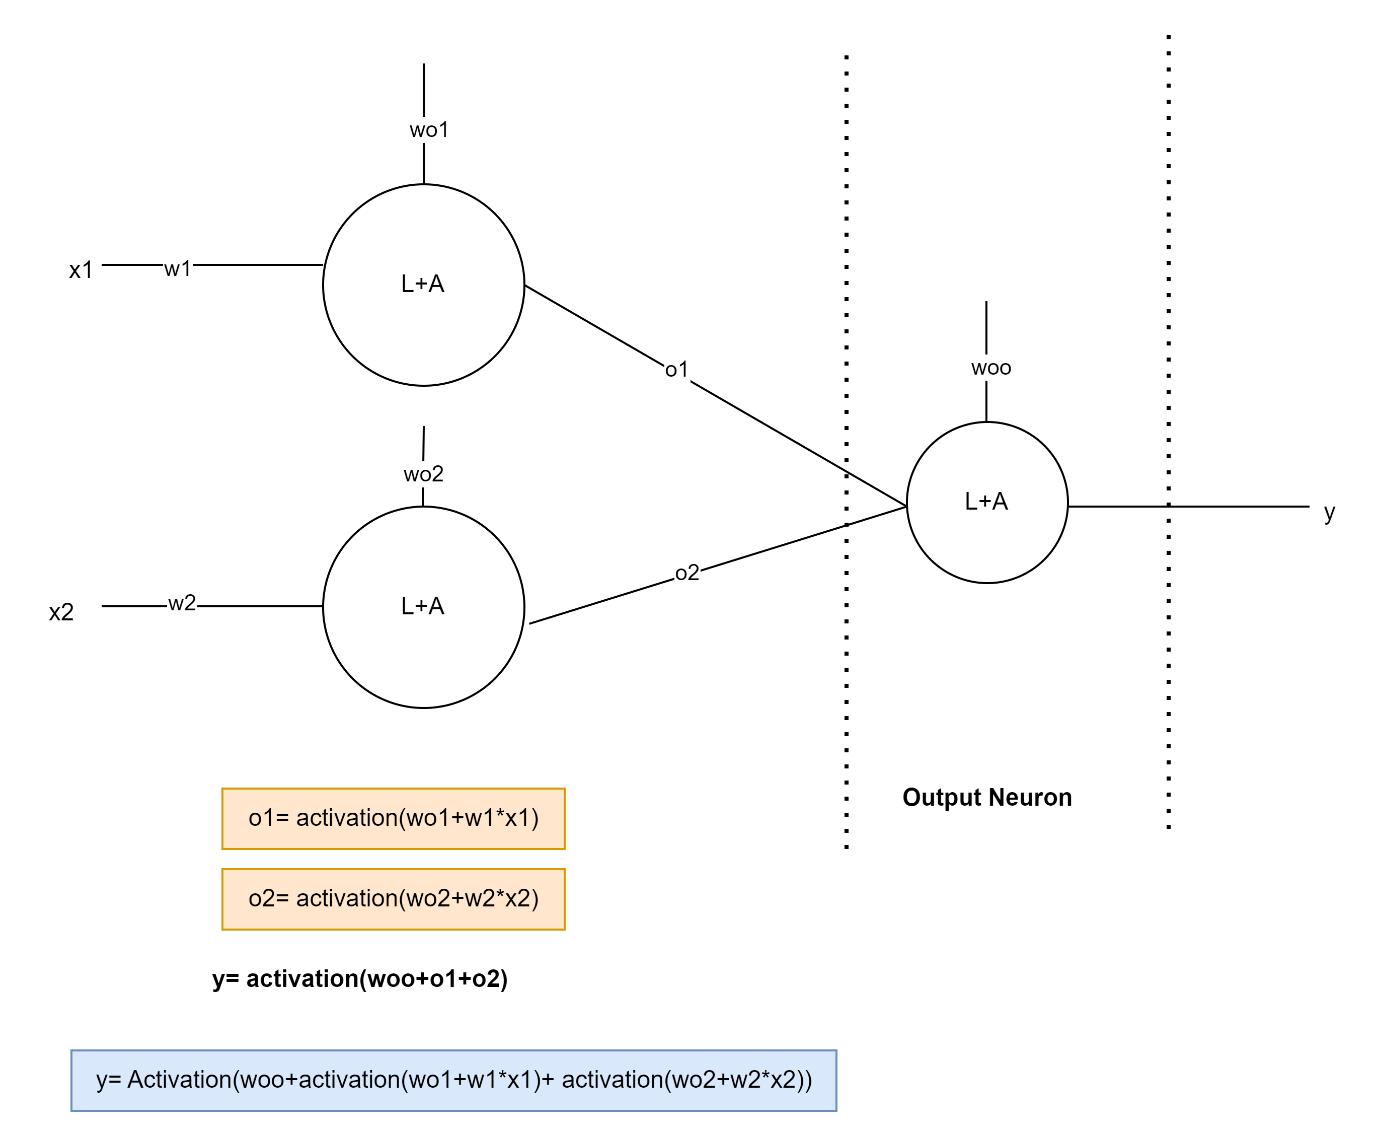 wo1
x1
w1
L+A
o1
woo
wo2
L+A
y
o2
w2
L+A
x2
Output Neuron
o1= activation(wo1+w1*x1)
o2= activation(wo2+w2*x2)
y= activation(woo+o1+o2)
y= Activation(woo+activation(wo1+w1*x1)+ activation(wo2+w2*x2))